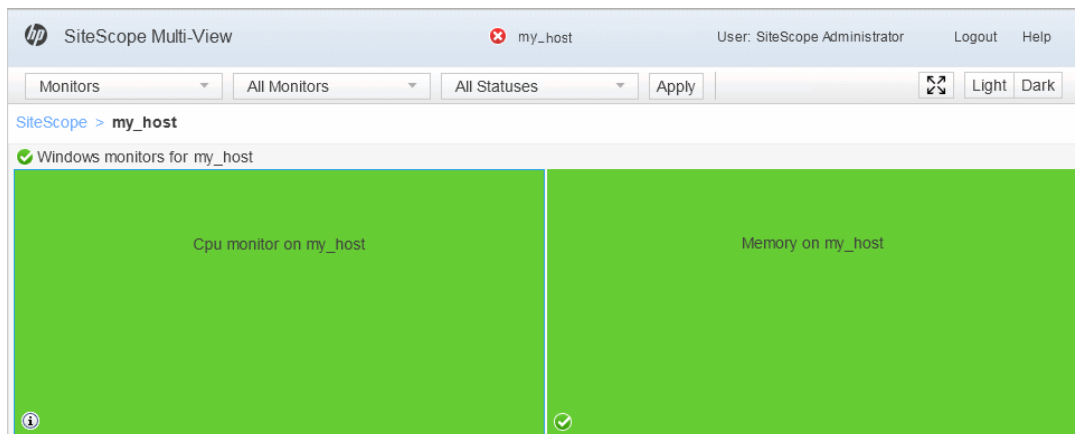 hp SiteScope Multi-View my_host User: SiteScope Administrator Logout Help
Monitors All Monitors All Statuses Apply Light Dark
SiteScope > my_host
Windows monitors for my_host
Cpu monitor on my_host Memory on my_host